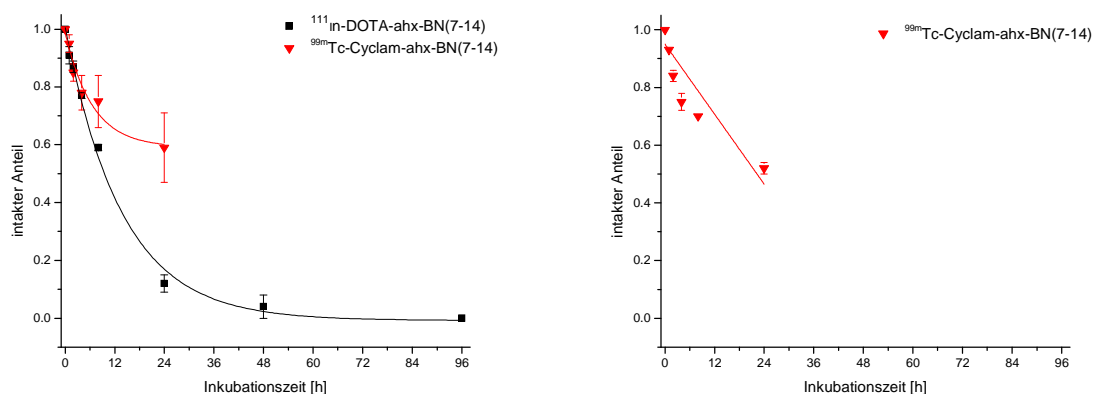 ¹¹¹In-DOTA-ahx-BN(7-14)
⁹⁹ᵐTc-Cyclam-ahx-BN(7-14)
intakter Anteil
1.0
0.8
0.6
0.4
0.2
0.0
0 12 24 36 48 60 72 84 96
Inkubationszeit [h]
⁹⁹ᵐTc-Cyclam-ahx-BN(7-14)
intakter Anteil
1.0
0.8
0.6
0.4
0.2
0.0
0 12 24 36 48 60 72 84 96
Inkubationszeit [h]